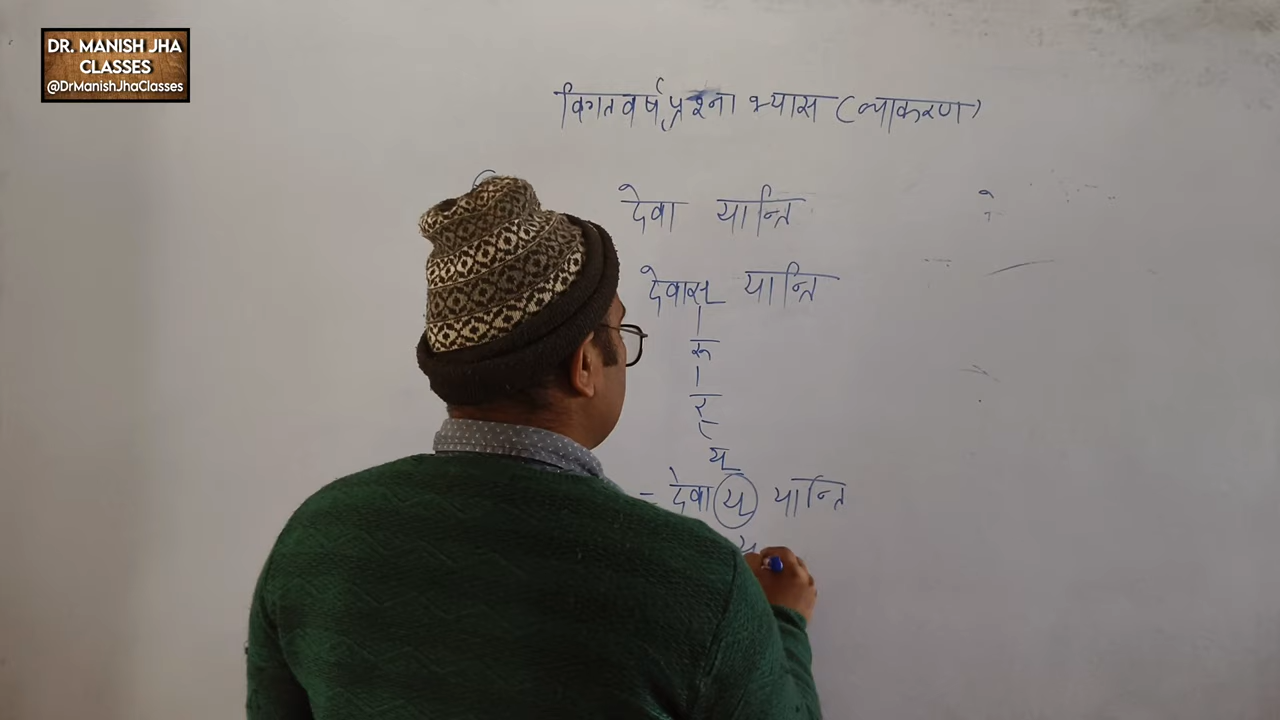 DR. MANISH JHA
CLASSES
@DrManishJhaClasses
विगतवर्ष प्रश्ना भ्यास (व्याकरण)
देवा यान्ति
देवास् यान्ति
रू
र्
य्
= देवा य् यान्ति
य